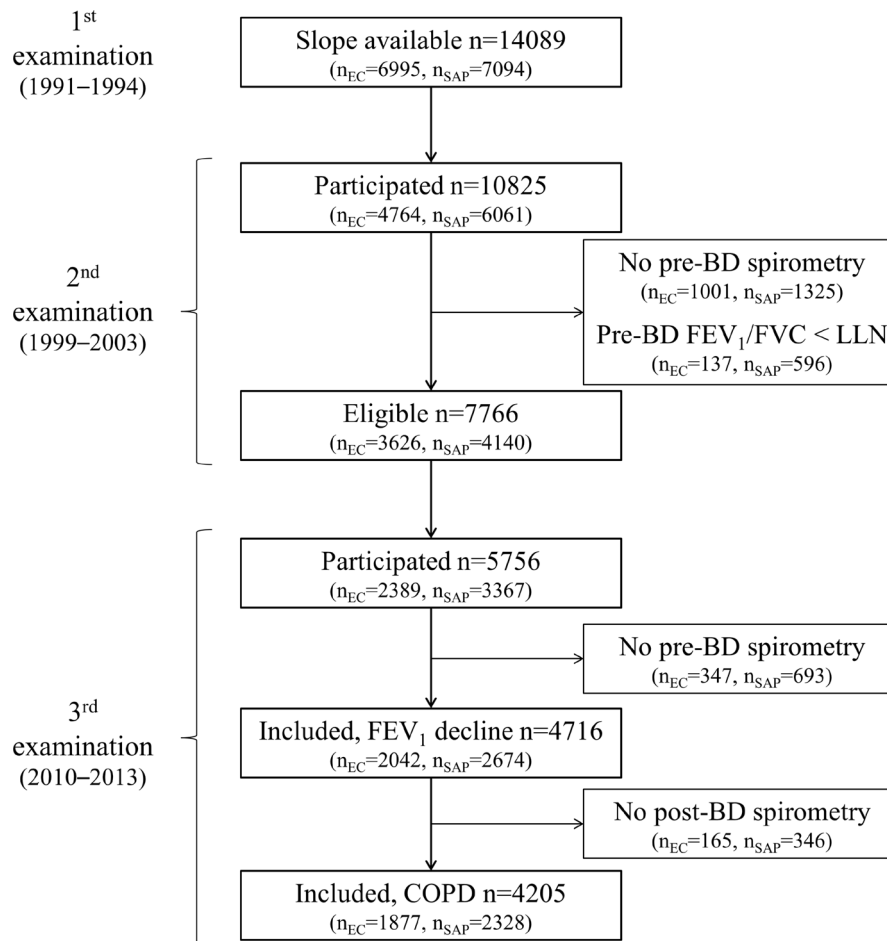 1st
examination
(1991–1994)
Slope available n=14089
(nEC=6995, nSAP=7094)
2nd
examination
(1999–2003)
Participated n=10825
(nEC=4764, nSAP=6061)
No pre-BD spirometry
(nEC=1001, nSAP=1325)
Pre-BD FEV1/FVC < LLN
(nEC=137, nSAP=596)
Eligible n=7766
(nEC=3626, nSAP=4140)
3rd
examination
(2010–2013)
Participated n=5756
(nEC=2389, nSAP=3367)
No pre-BD spirometry
(nEC=347, nSAP=693)
Included, FEV1 decline n=4716
(nEC=2042, nSAP=2674)
No post-BD spirometry
(nEC=165, nSAP=346)
Included, COPD n=4205
(nEC=1877, nSAP=2328)